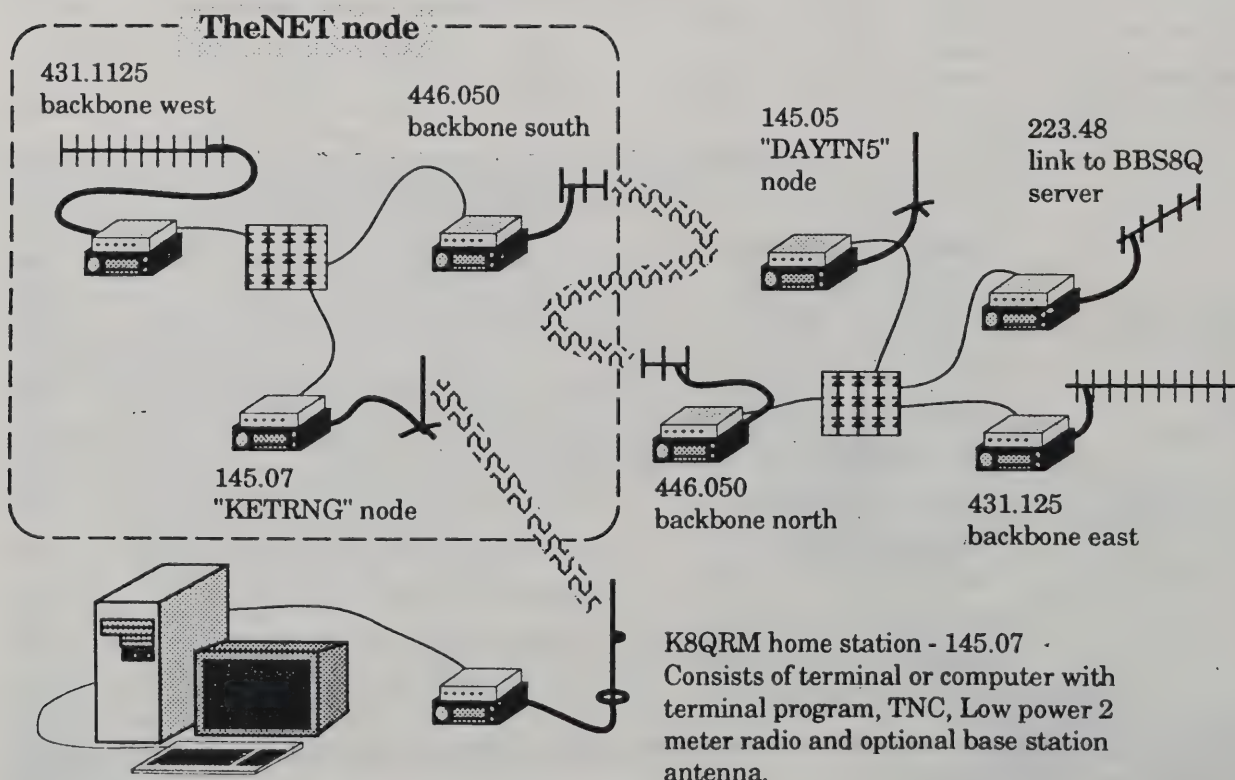 TheNET node
431.1125
backbone west
446.050
backbone south
145.05
"DAYTN5"
node
223.48
link to BBS8Q
server
145.07
"KETRNG" node
446.050
backbone north
431.125
backbone east
K8QRM home station - 145.07
Consists of terminal or computer with
terminal program, TNC, Low power 2
meter radio and optional base station
antenna.